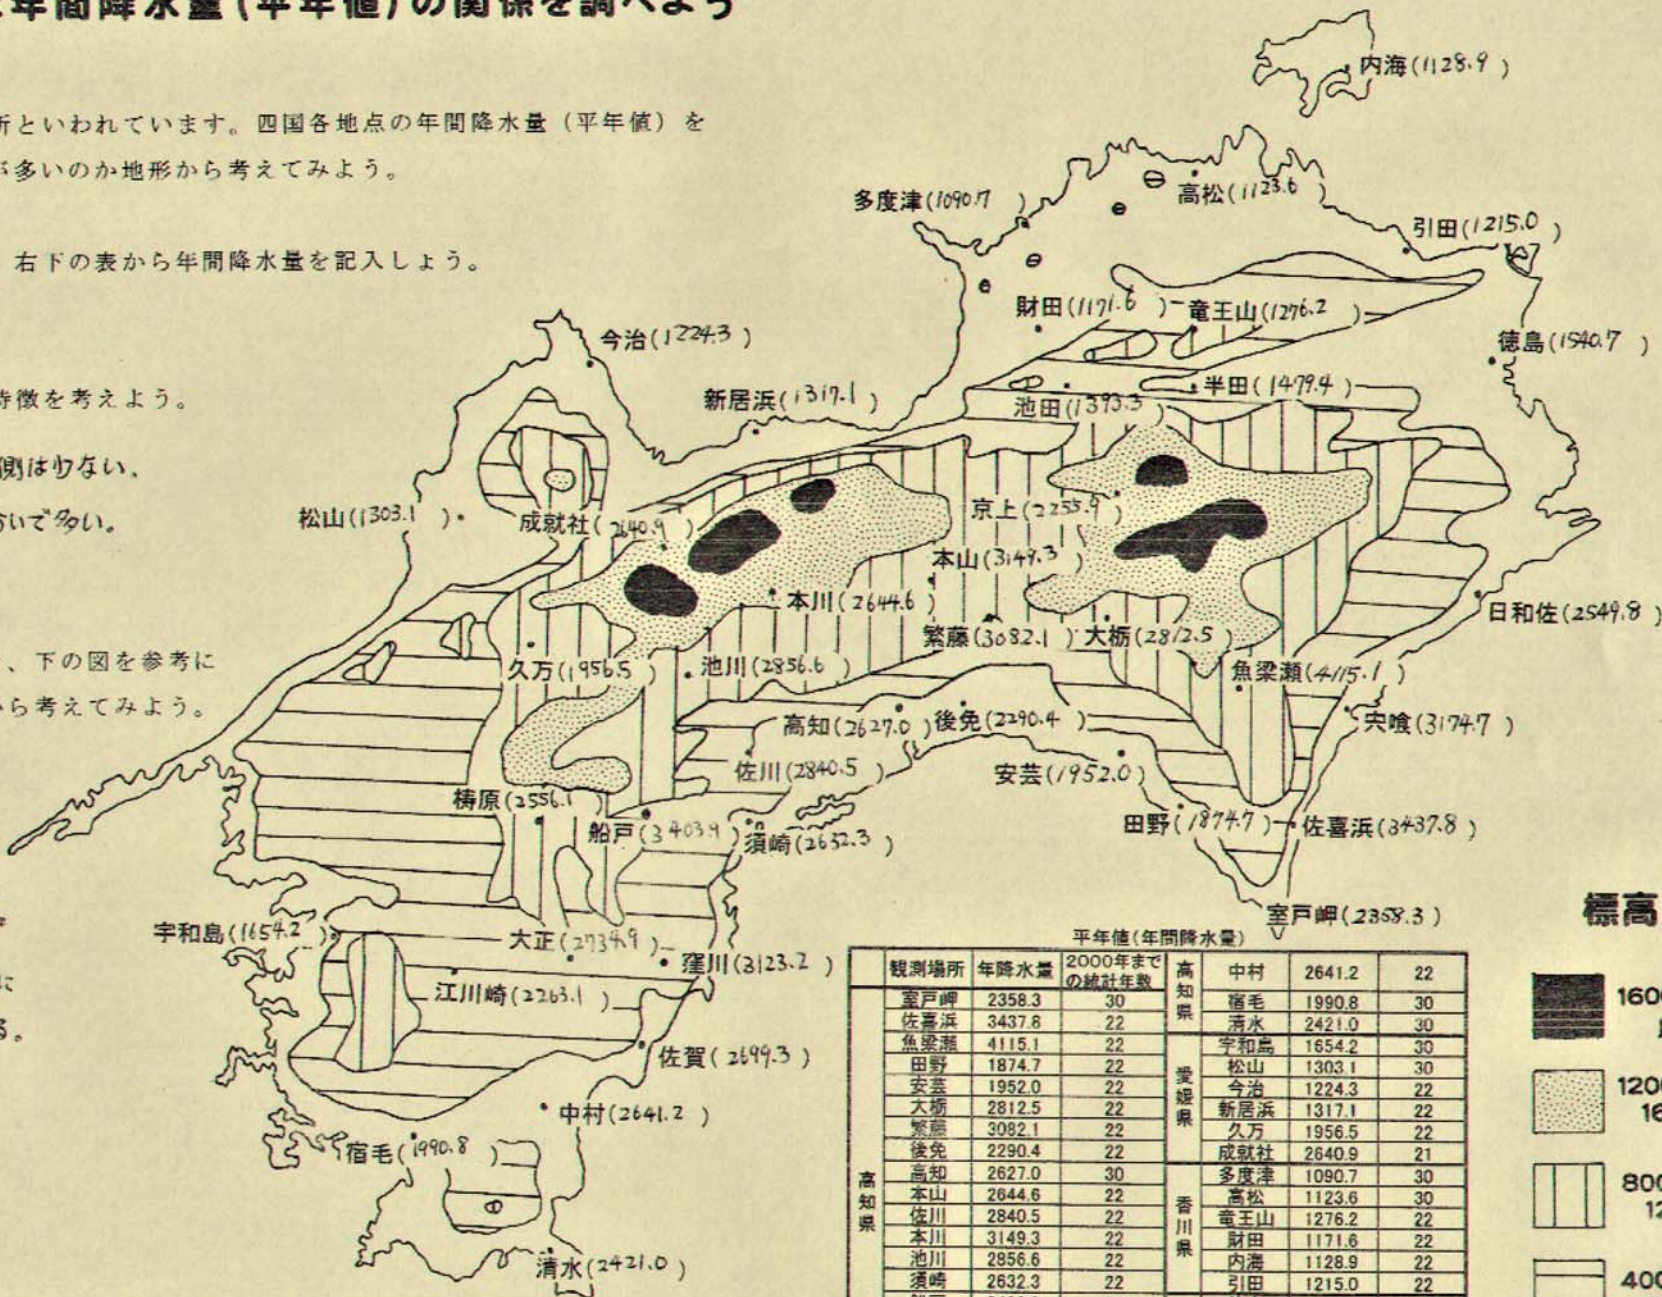 年間降水量(平年値)の関係を調べよう
所といわれています。四国各地点の年間降水量（平年値）を
が多いのか地形から考えてみよう。
右下の表から年間降水量を記入しよう。
特徴を考えよう。
側は少ない、
おいで多い。
、下の図を参考に
から考えてみよう。
に
る。
内海(1128.9)
高松(1123.6)
多度津(1090.7)
引田(1215.0)
財田(1171.6)
竜王山(1276.2)
徳島(1540.7)
今治(1224.3)
半田(1479.4)
新居浜(1317.1)
池田(1393.3)
松山(1303.1)
成就社(2640.9)
京上(2255.9)
本山(3149.3)
本川(2644.6)
日和佐(2549.8)
繁藤(3082.1)
大栃(2812.5)
久万(1956.5)
池川(2856.6)
魚梁瀬(4115.1)
高知(2627.0)
後免(2290.4)
宍喰(3174.7)
佐川(2840.5)
安芸(1952.0)
梼原(2556.1)
船戸(3403.9)
須崎(2632.3)
田野(1874.7)
佐喜浜(3437.8)
室戸岬(2358.3)
宇和島(1654.2)
大正(2734.9)
窪川(3123.2)
江川崎(2263.1)
佐賀(2699.3)
中村(2641.2)
宿毛(1990.8)
清水(2421.0)
平年値(年間降水量)
観測場所 年降水量 2000年までの統計年数
高知県
室戸岬 2358.3 30
佐喜浜 3437.8 22
魚梁瀬 4115.1 22
田野 1874.7 22
安芸 1952.0 22
大栃 2812.5 22
繁藤 3082.1 22
後免 2290.4 22
高知 2627.0 30
本山 2644.6 22
佐川 2840.5 22
本川 3149.3 22
池川 2856.6 22
須崎 2632.3 22
高知県
中村 2641.2 22
宿毛 1990.8 30
清水 2421.0 30
愛媛県
宇和島 1654.2 30
松山 1303.1 30
今治 1224.3 22
新居浜 1317.1 22
久万 1956.5 22
成就社 2640.9 21
香川県
多度津 1090.7 30
高松 1123.6 30
竜王山 1276.2 22
財田 1171.6 22
内海 1128.9 22
引田 1215.0 22
標高
160
120
16
800
12
400